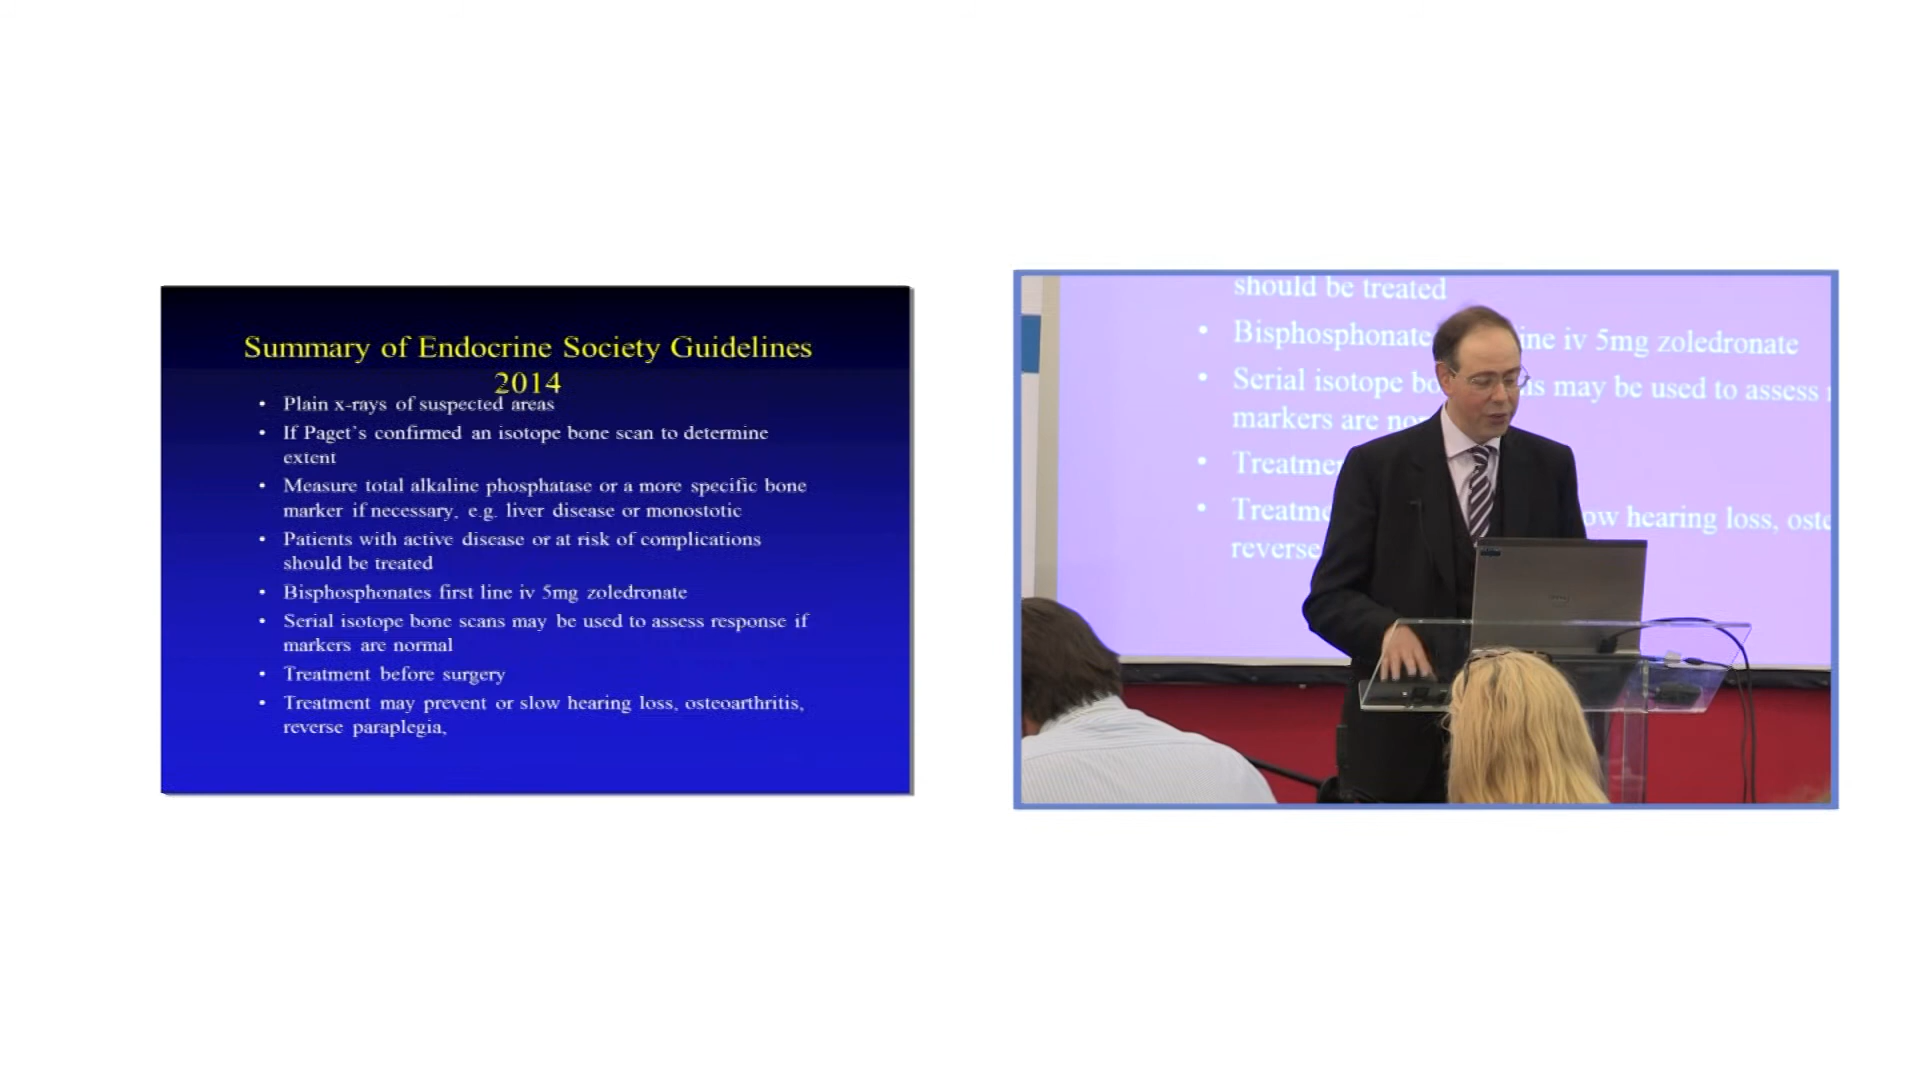 Summary of Endocrine Society Guidelines
2014
• Plain x-rays of suspected areas
• If Paget's confirmed an isotope bone scan to determine
extent
• Measure total alkaline phosphatase or a more specific bone
marker if necessary, e.g. liver disease or monostotic
• Patients with active disease or at risk of complications
should be treated
• Bisphosphonates first line iv 5mg zoledronate
• Serial isotope bone scans may be used to assess response if
markers are normal
• Treatment before surgery
• Treatment may prevent or slow hearing loss, osteoarthritis,
reverse paraplegia,
should be treated
• Bisphosphonate ine iv 5mg zoledronate
• Serial isotope bo ns may be used to assess
markers are no
• Treatme
• Treatme ow hearing loss, oste
reverse